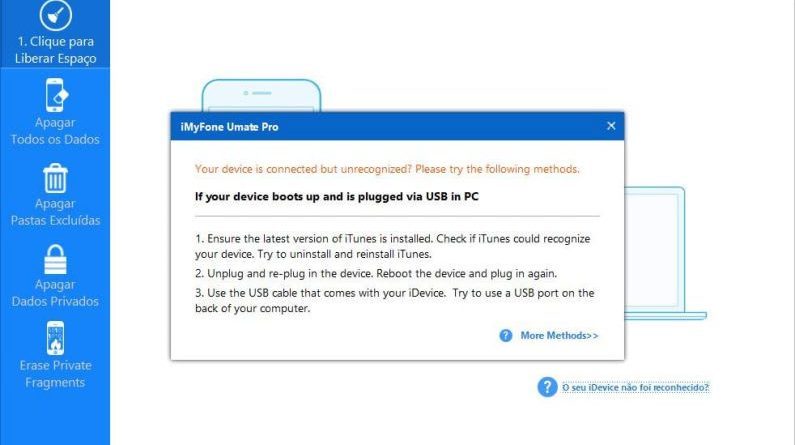 1. Clique para
Liberar Espaço
Apagar
Todos os Dados
Apagar
Pastas Excluídas
Apagar
Dados Privados
Erase Private
Fragments
iMyFone Umate Pro
Your device is connected but unrecognized? Please try the following methods.
If your device boots up and is plugged via USB in PC
1. Ensure the latest version of iTunes is installed. Check if iTunes could recognize
your device. Try to uninstall and reinstall iTunes.
2. Unplug and re-plug in the device. Reboot the device and plug in again.
3. Use the USB cable that comes with your iDevice. Try to use a USB port on the
back of your computer.
? More Methods>>
? O seu iDevice não foi reconhecido?